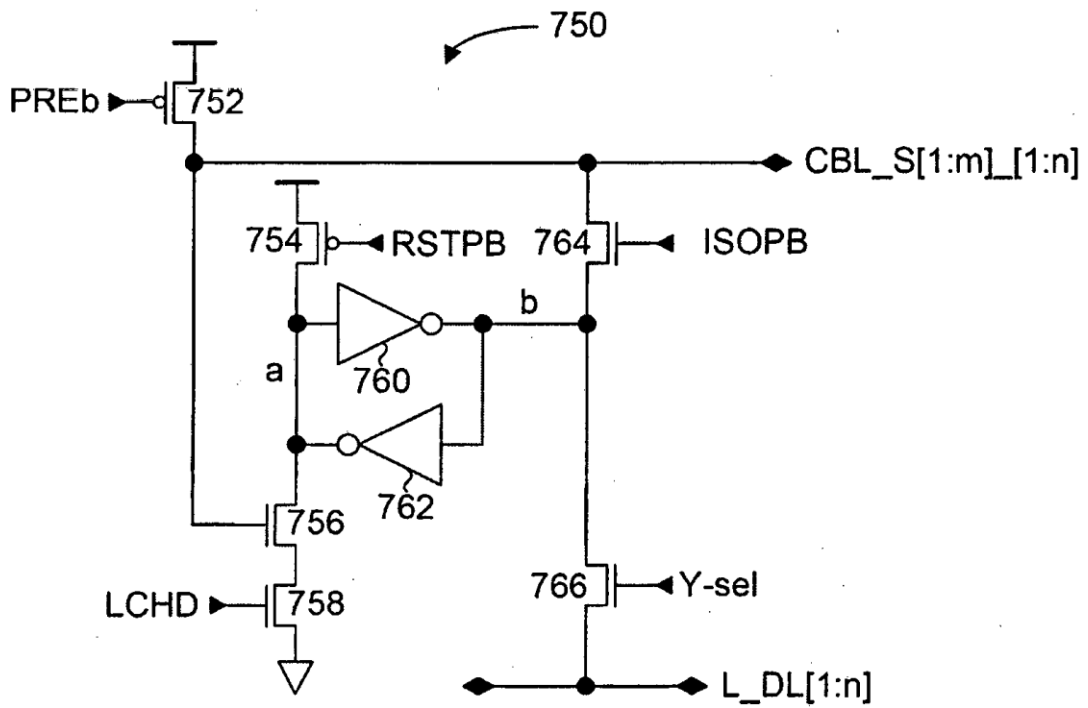 750
PREb
752
CBL_S[1:m]_[1:n]
754
RSTPB
764
ISOPB
b
a
760
762
756
766
Y-sel
LCHD
758
L_DL[1:n]